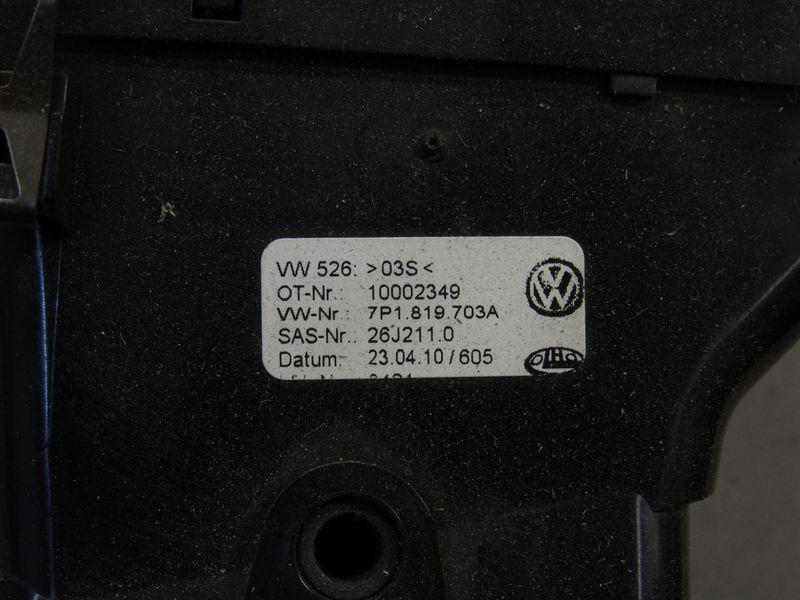 VW 526: >03S<
OT-Nr.: 10002349
VW-Nr.: 7P1.819.703A
SAS-Nr.: 26J211.0
Datum: 23.04.10/605